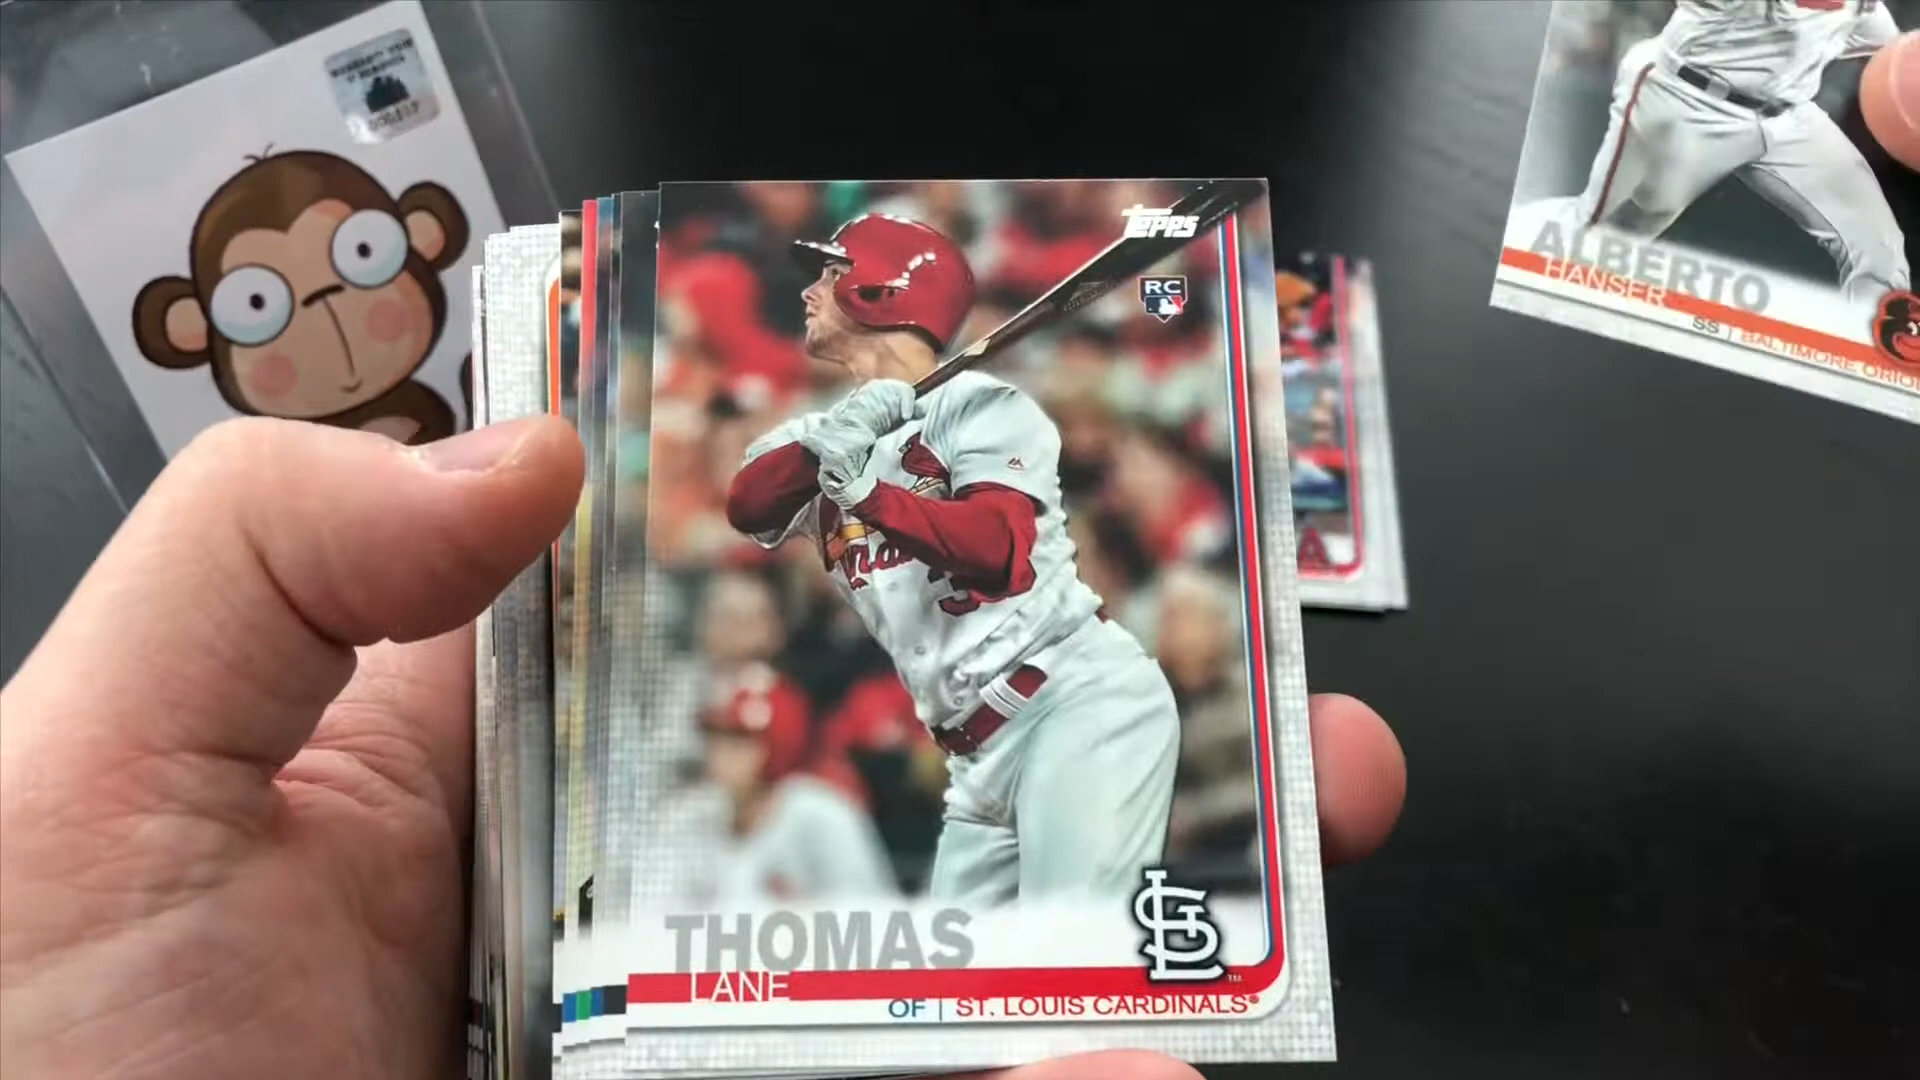 Topps
RC
THOMAS
LANE
OF | ST. LOUIS CARDINALS®
ALBERTO
HANSER
SS | BALTIMORE ORIO
A